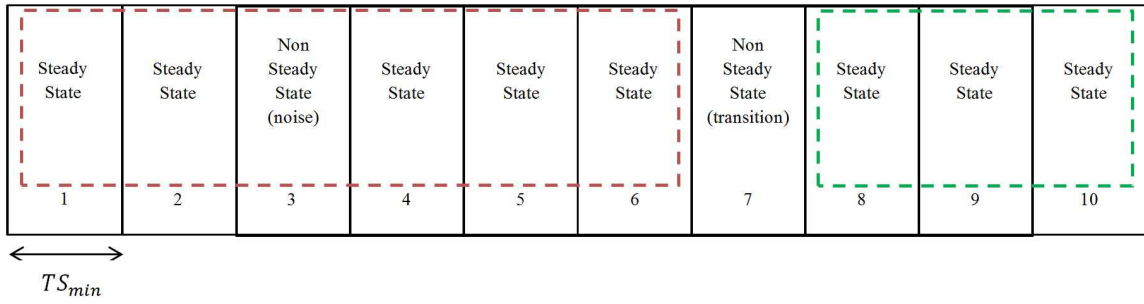 Steady
State
1
Steady
State
2
Non
Steady
State
(noise)
3
Steady
State
4
Steady
State
5
Steady
State
6
Non
Steady
State
(transition)
7
Steady
State
8
Steady
State
9
Steady
State
10
TS_min